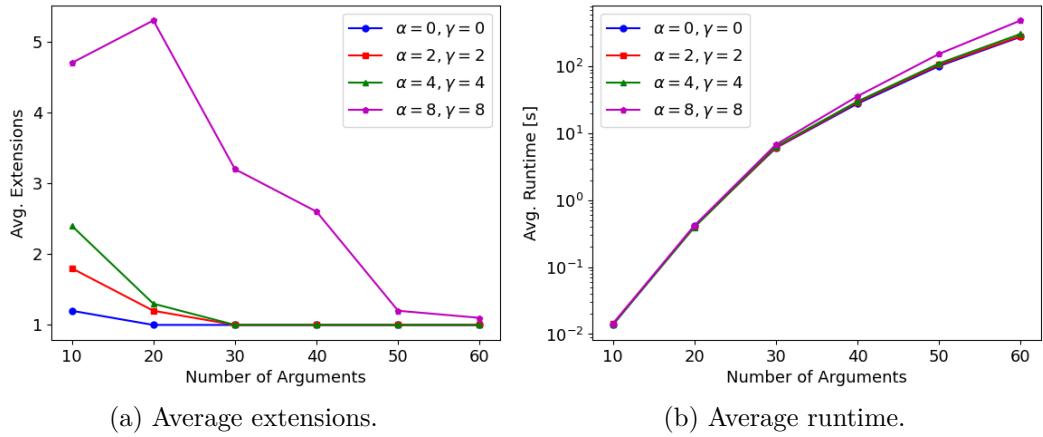 5
4
3
2
1
Avg. Extensions
α = 0, γ = 0
α = 2, γ = 2
α = 4, γ = 4
α = 8, γ = 8
10 20 30 40 50 60
Number of Arguments
(a) Average extensions.
10²
10¹
10⁰
10⁻¹
10⁻²
Avg. Runtime [s]
α = 0, γ = 0
α = 2, γ = 2
α = 4, γ = 4
α = 8, γ = 8
10 20 30 40 50 60
Number of Arguments
(b) Average runtime.